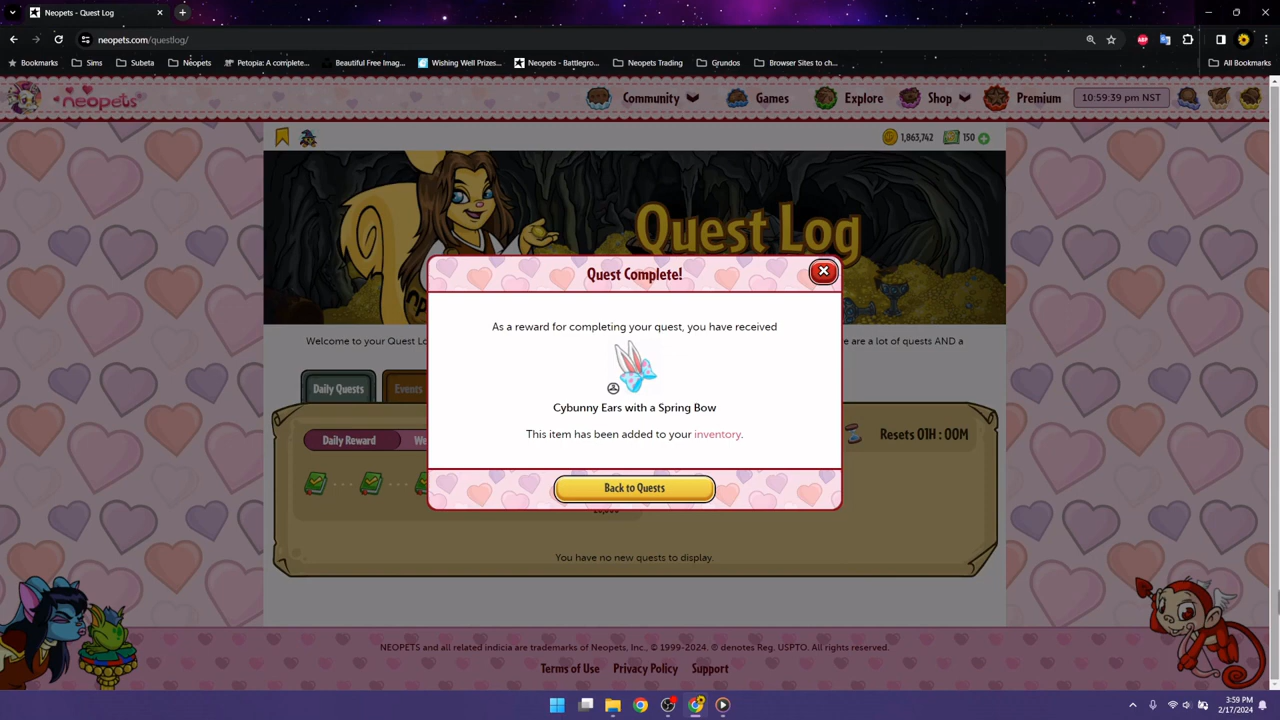 Neopets - Quest Log
neopets.com/questlog/
Bookmarks Sims Subeta Neopets Petopia: A complete... Beautiful Free Imag... Wishing Well Prizes... Neopets - Battlegro... Neopets Trading Grundos Browser Sites to ch... All Bookmarks
neopets Community Games Explore Shop Premium 10:59:39 pm NST
1,863,742 150
Quest Log
Quest Complete!
As a reward for completing your quest, you have received
Welcome to your Quest Lo e are a lot of quests AND a
Daily Quests Events
Cybunny Ears with a Spring Bow
This item has been added to your inventory.
Daily Reward We Resets 01H : 00M
Back to Quests
You have no new quests to display.
NEOPETS and all related indicia are trademarks of Neopets, Inc., © 1999-2024. ® denotes Reg. USPTO. All rights reserved.
Terms of Use Privacy Policy Support
3:59 PM
2/17/2024